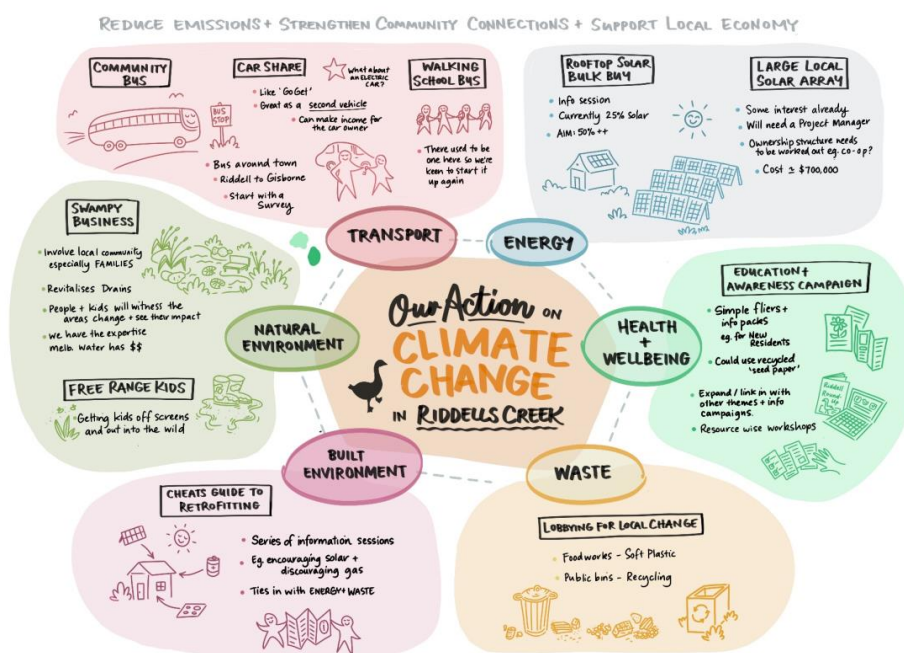 REDUCE EMISSIONS + STRENGTHEN COMMUNITY CONNECTIONS + SUPPORT LOCAL ECONOMY
COMMUNITY
BUS
BUS
STOP
Bus around town
Riddell to Gisborne
Start with a
Survey
CAR SHARE
Like 'GoGet'
Great as a second vehicle
Can make income for
the car owner
What about
an ELECTRIC
CAR?
WALKING
SCHOOL BUS
There used to be
one here so we're
keen to start it
up again
TRANSPORT
ROOFTOP SOLAR
BULK BUY
Info session
Currently 25% solar
AIM: 50% ++
LARGE LOCAL
SOLAR ARRAY
Some interest already
Will need a Project Manager
Ownership structure needs
to be worked out eg. co-op?
Cost ± $700,000
ENERGY
SWAMPY
BUSINESS
Involve local community
especially FAMILIES
Revitalises Drains
People + kids will witness the
areas change + see their impact
we have the expertise
melb. Water has $$
FREE RANGE KIDS
Getting kids off screens
and out into the wild
NATURAL
ENVIRONMENT
Our Action ON
CLIMATE
CHANGE
IN RIDDELLS CREEK
HEALTH
+
WELLBEING
EDUCATION +
AWARENESS CAMPAIGN
Simple fliers +
info packs
eg. for New
Residents
Could use recycled
'seed paper'
Expand / link in with
other themes + info
campaigns.
Resource wise workshops
Riddell
Round-
up
BUILT
ENVIRONMENT
CHEATS GUIDE TO
RETROFITTING
Series of information sessions
Eg. encouraging solar +
discouraging gas
Ties in with ENERGY + WASTE
WASTE
LOBBYING FOR LOCAL CHANGE
Foodworks - Soft Plastic
Public bins - Recycling